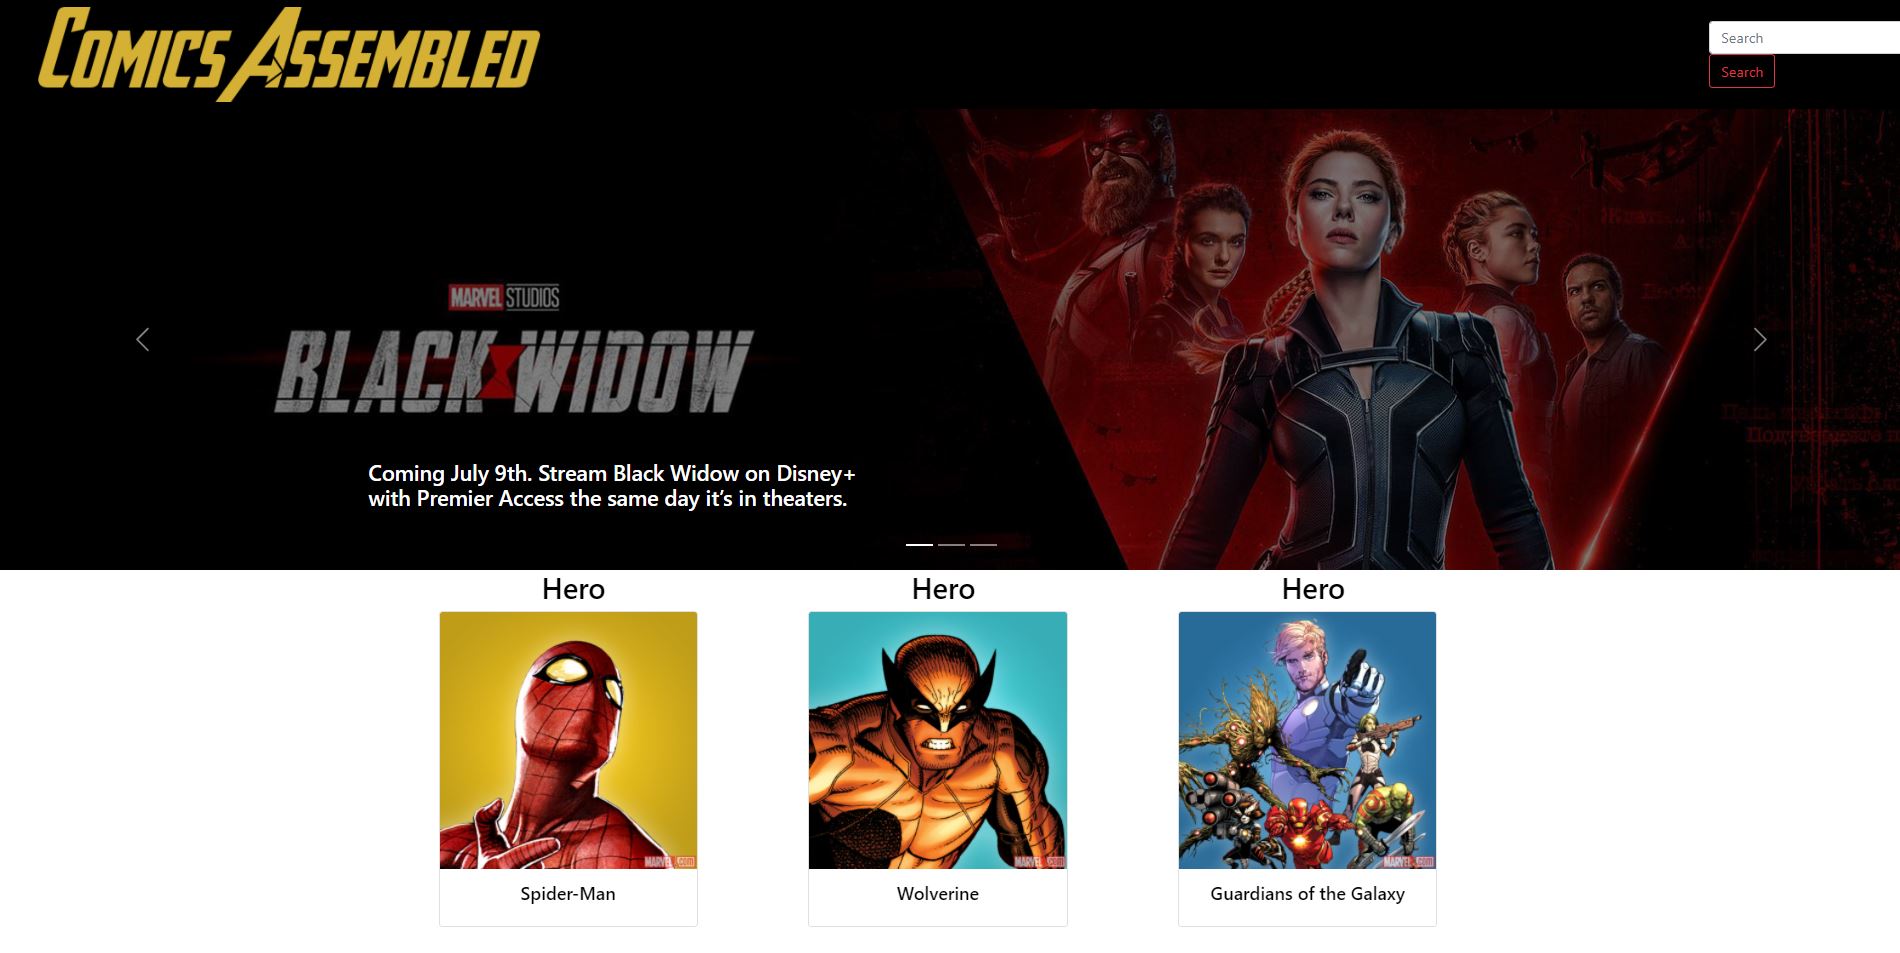 COMICS ASSEMBLED
Search
Search
MARVEL STUDIOS
BLACK WIDOW
Coming July 9th. Stream Black Widow on Disney+
with Premier Access the same day it’s in theaters.
Hero
Hero
Hero
MARVEL.com
MARVEL.com
MARVEL.com
Spider-Man
Wolverine
Guardians of the Galaxy